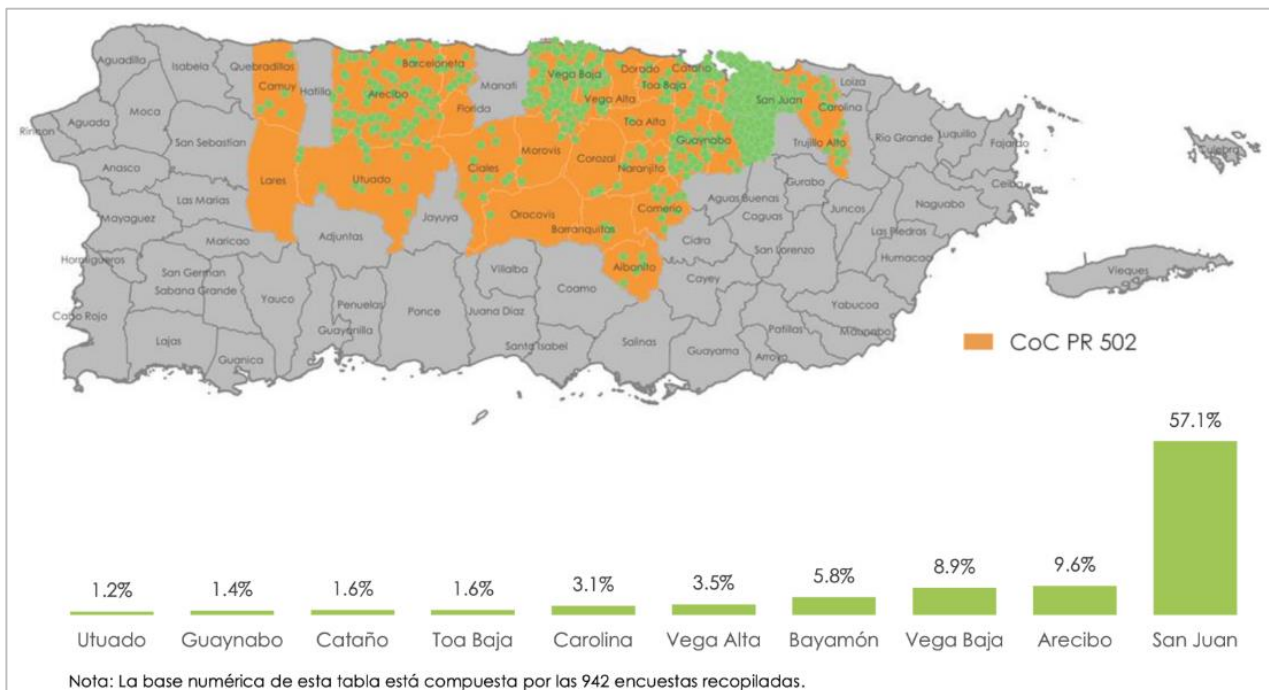 Aguadilla
Isabela
Quebradillos
Camuy
Hatillo
Barceloneta
Arecibo
Manati
Florida
Vega Baja
Vega Alta
Dorado
Toa Baja
Cataño
Toa Alta
San Juan
Guaynabo
Carolina
Loiza
Trujillo Alto
Rio Grande
Luquillo
Fajardo
Culebra
Ceiba
Moca
Aguada
Rincon
San Sebastian
Anasco
Lares
Utuado
Ciales
Morovis
Corozal
Naranjito
Comerio
Aguas Buenas
Gurabo
Caguas
Juncos
Naguabo
Las Piedras
Mayaguez
Las Marias
Maricao
Adjuntas
Jayuya
Orocovis
Barranquitas
Cidra
San Lorenzo
Humacao
Hormigueros
San German
Sabana Grande
Yauco
Villalba
Aibonito
Coamo
Cayey
Yabucoa
Vieques
Cabo Rojo
Lajas
Guanica
Guayanilla
Penuelas
Ponce
Juana Diaz
Santa Isabel
Salinas
Guayama
Arroyo
Patillas
Maunabo
CoC PR 502
1.2%
1.4%
1.6%
1.6%
3.1%
3.5%
5.8%
8.9%
9.6%
57.1%
Utuado
Guaynabo
Cataño
Toa Baja
Carolina
Vega Alta
Bayamón
Vega Baja
Arecibo
San Juan
Nota: La base numérica de esta tabla está compuesta por las 942 encuestas recopiladas.